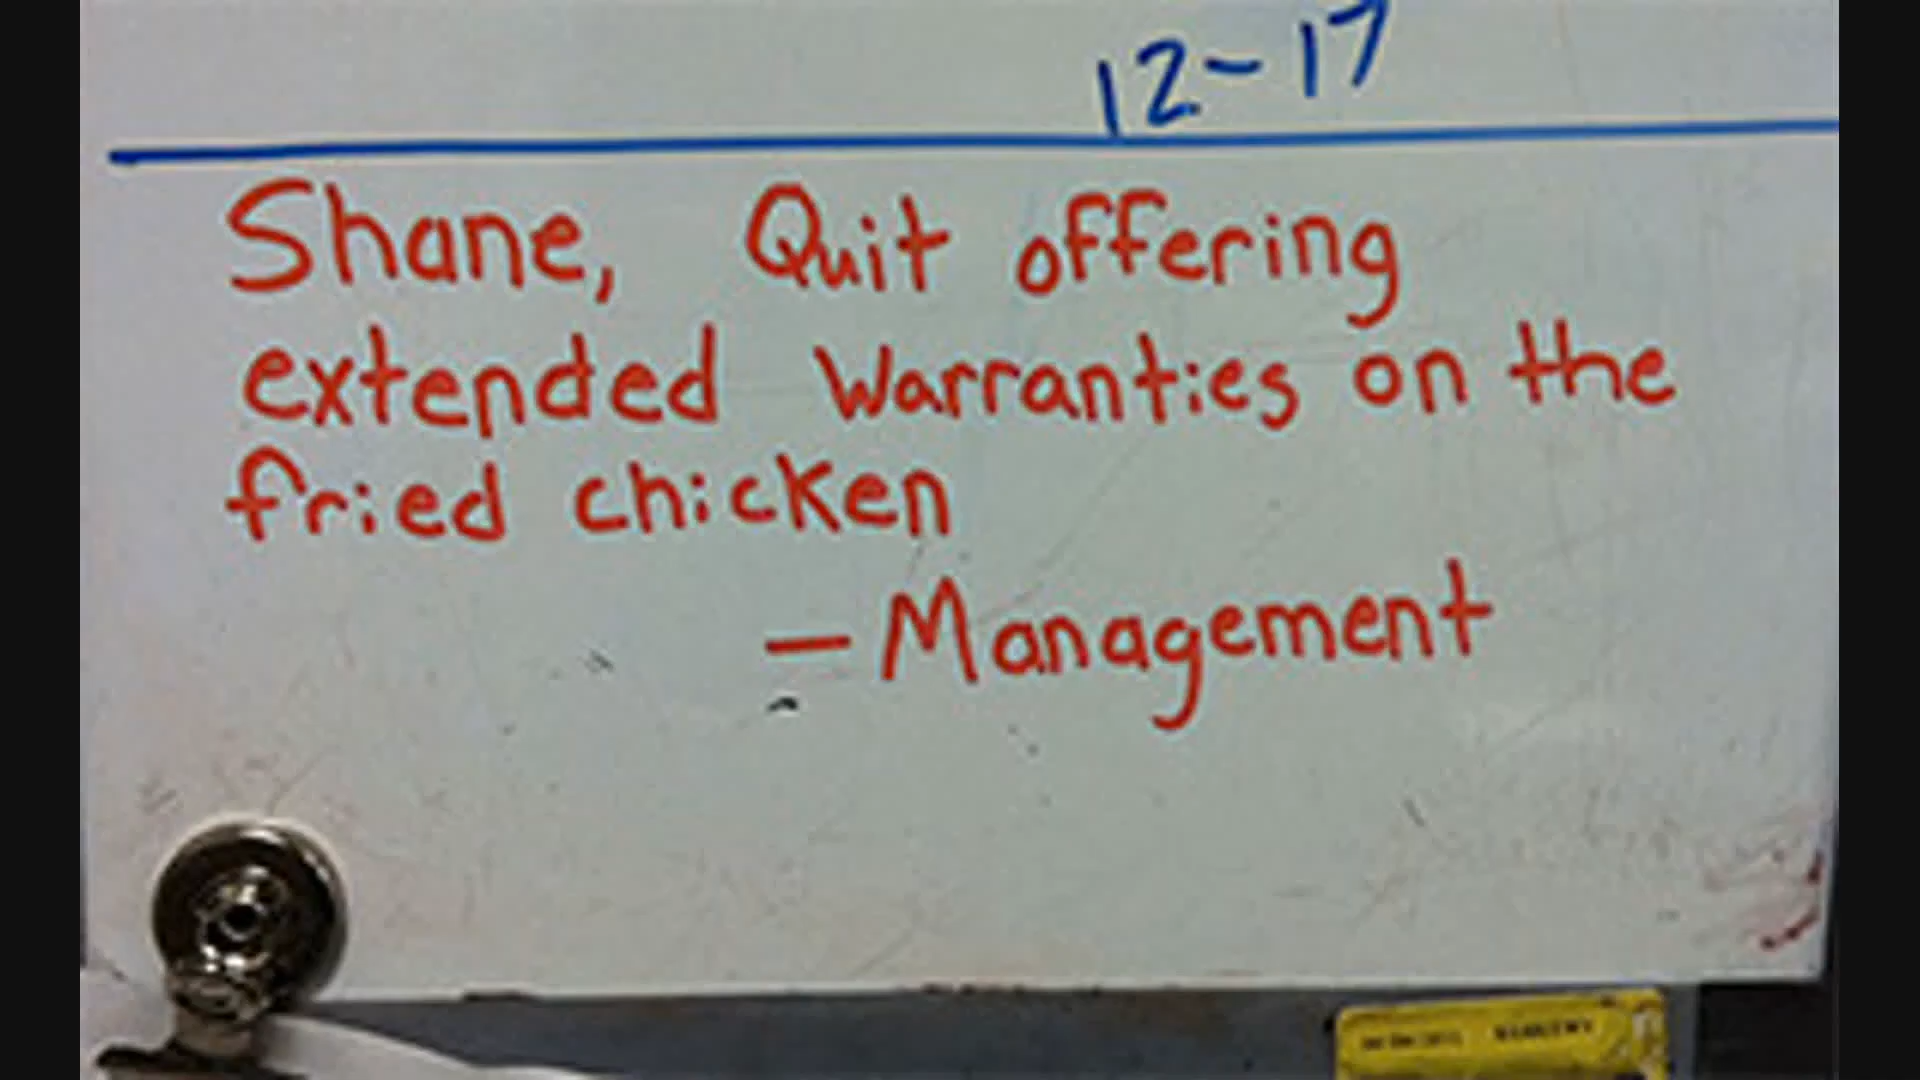 12-17
Shane, Quit offering
extended warranties on the
fried chicken
— Management